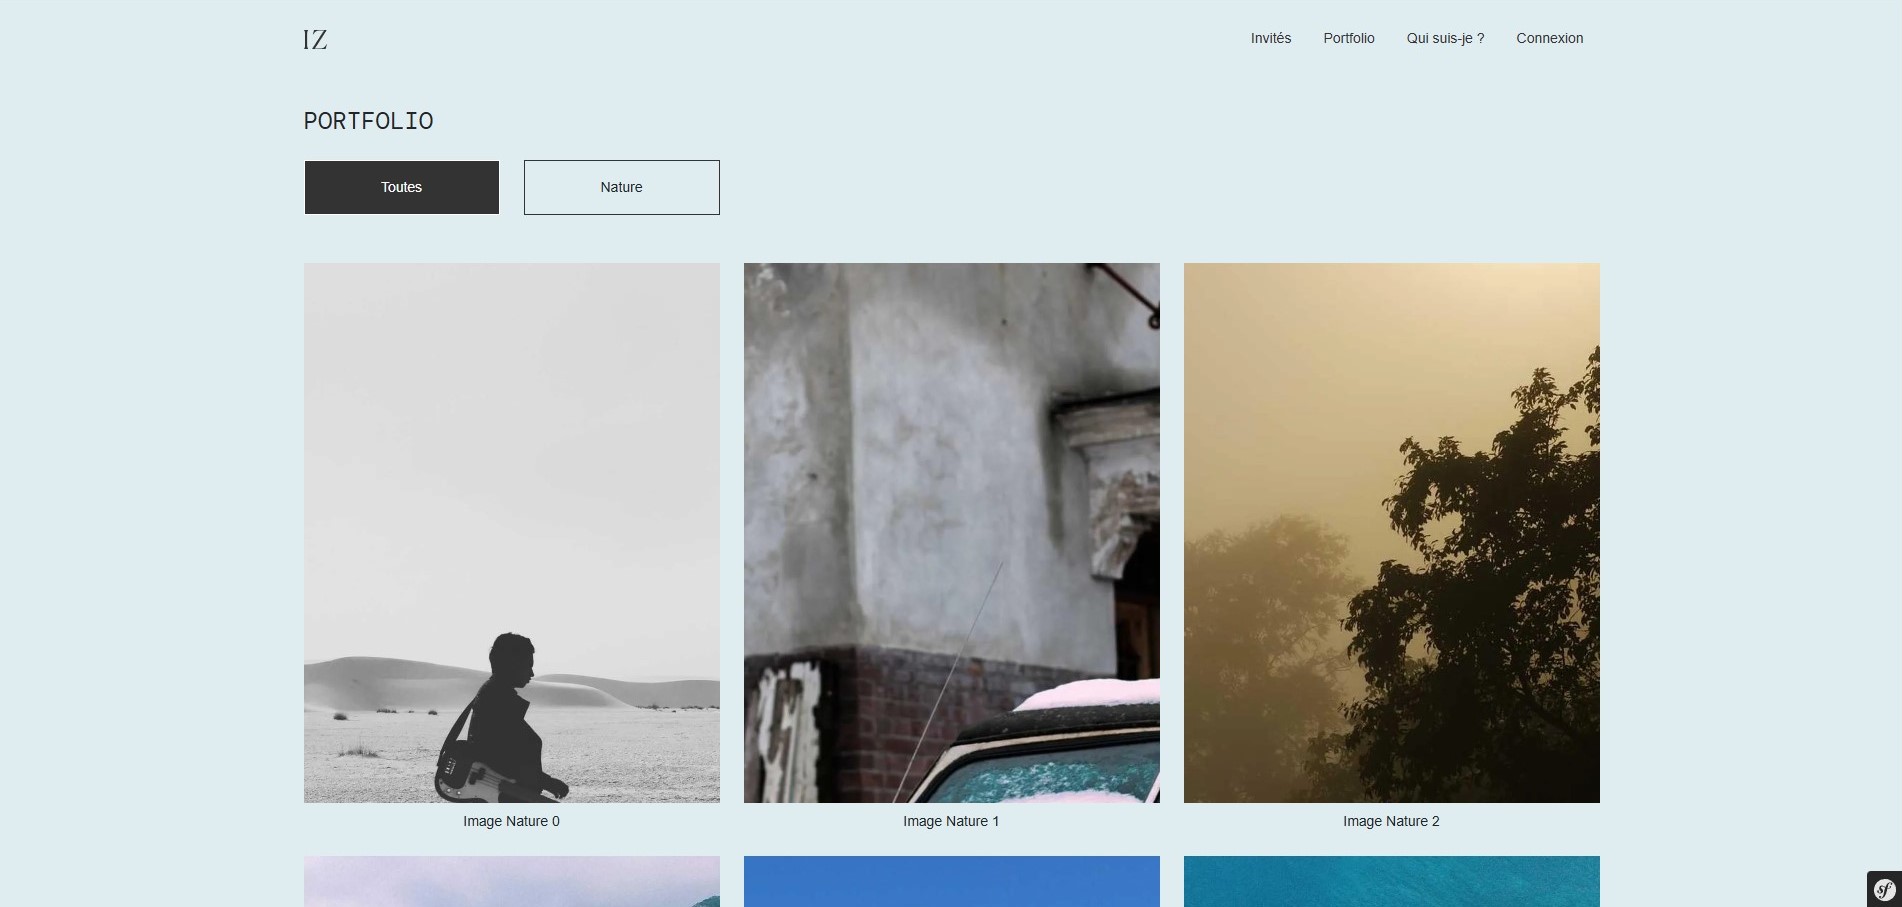 IZ
Invités Portfolio Qui suis-je ? Connexion
PORTFOLIO
Toutes Nature
Image Nature 0 Image Nature 1 Image Nature 2
sf